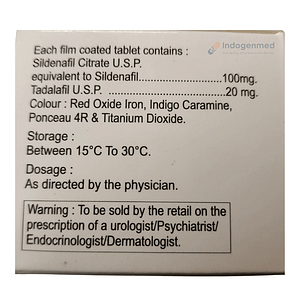 Indogenmed
Each film coated tablet contains :
Sildenafil Citrate U.S.P.
equivalent to Sildenafil.....................100mg.
Tadalafil U.S.P. ................................20 mg.
Colour : Red Oxide Iron, Indigo Caramine,
Ponceau 4R & Titanium Dioxide.
Storage :
Between 15°C To 30°C.
Dosage :
As directed by the physician.
Warning : To be sold by the retail on the
prescription of a urologist/Psychiatrist/
Endocrinologist/Dermatologist.